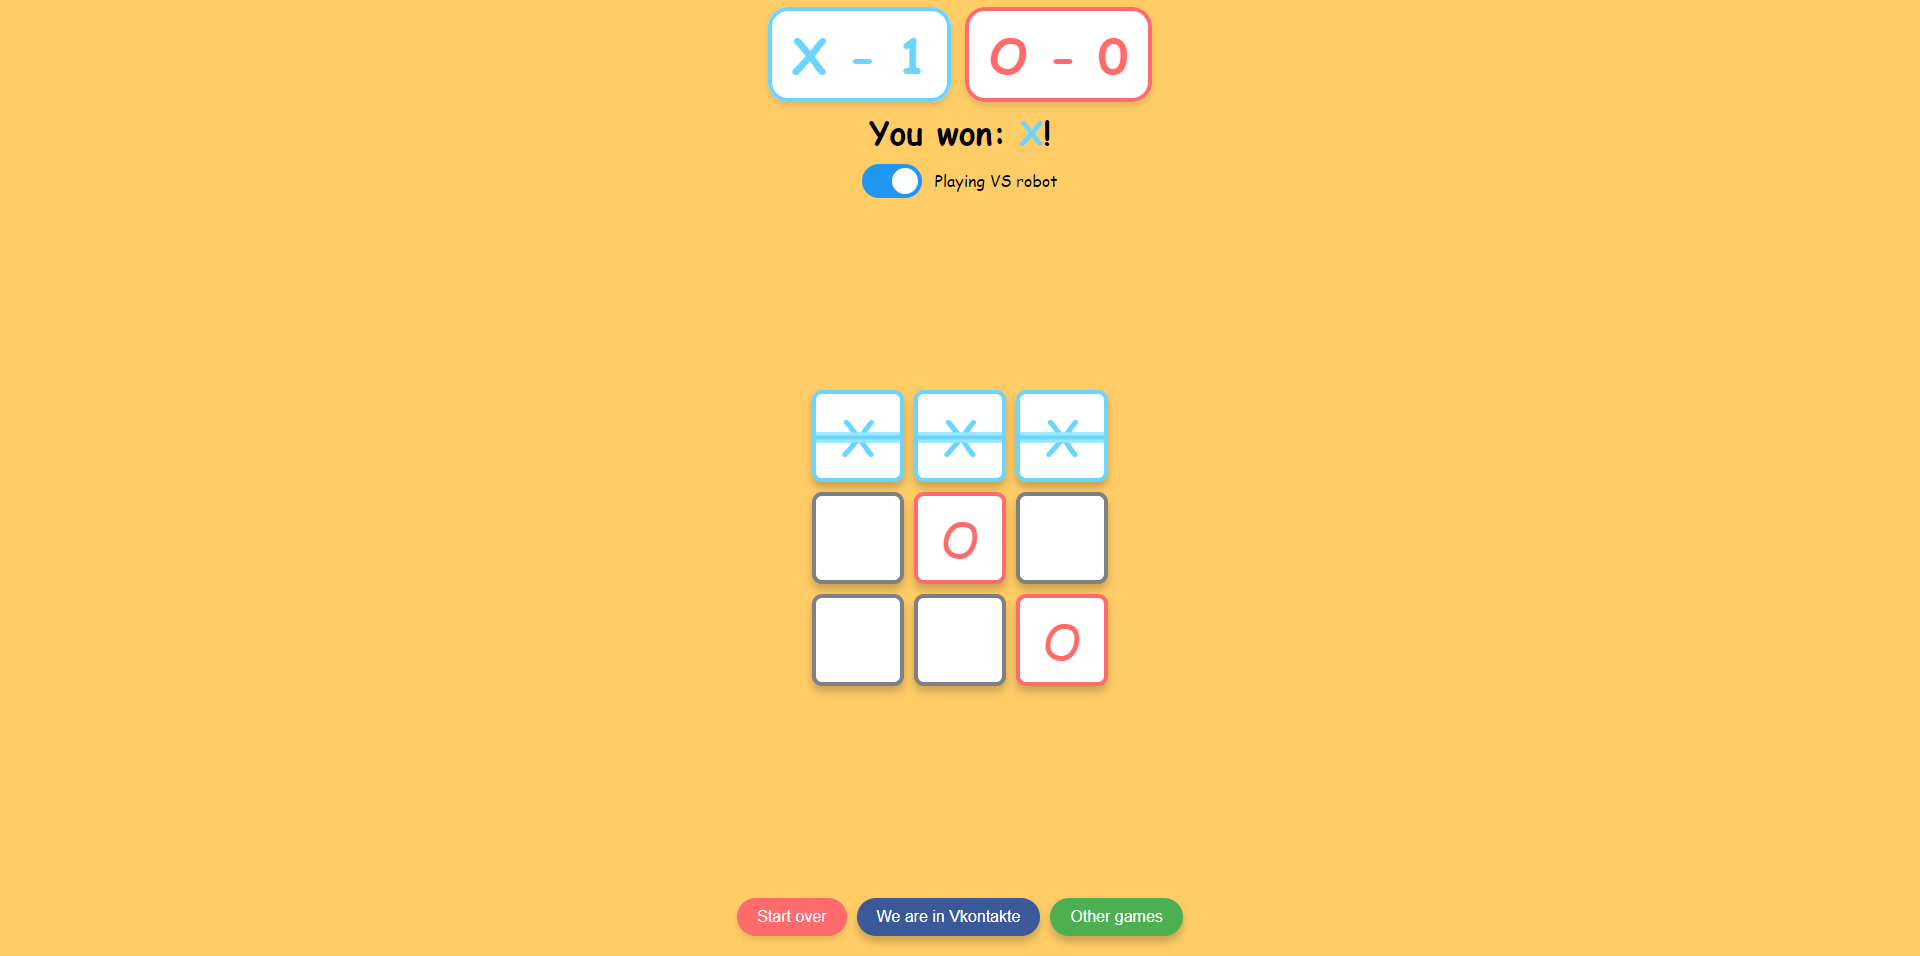 X - 1 O - 0
You won: X!
Playing VS robot
X X X
O
O
Start over We are in Vkontakte Other games